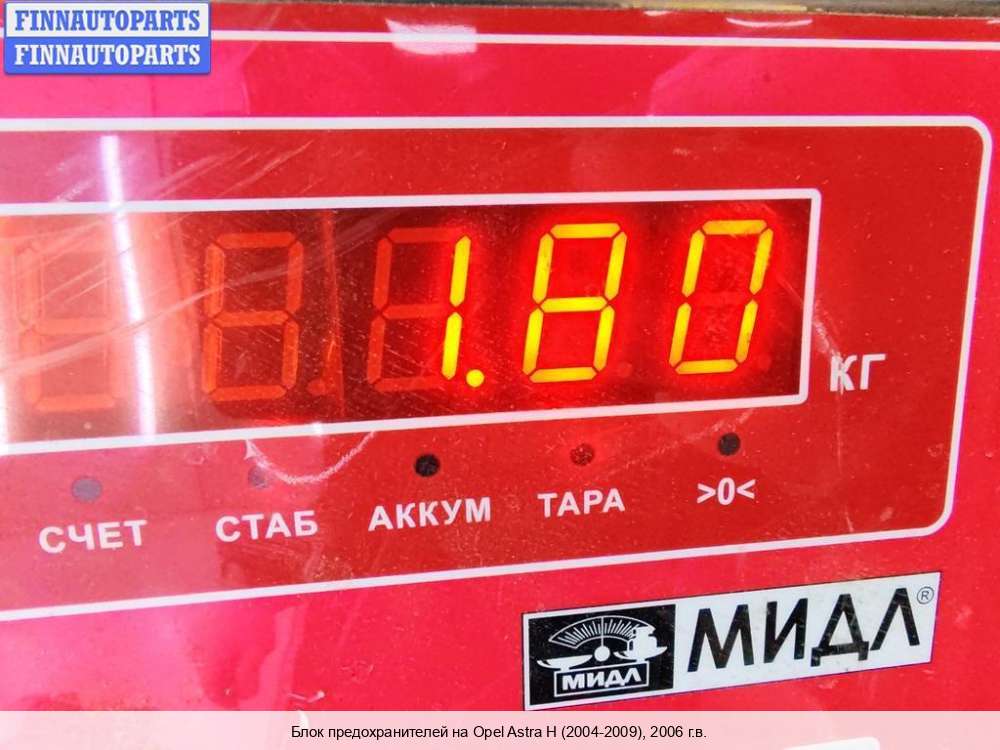 FINNAUTOPARTS
FINNAUTOPARTS
1.80
КГ
СЧЕТ СТАБ АККУМ ТАРА >0<
МИДЛ МИДЛ®
Блок предохранителей на Opel Astra H (2004-2009), 2006 г.в.